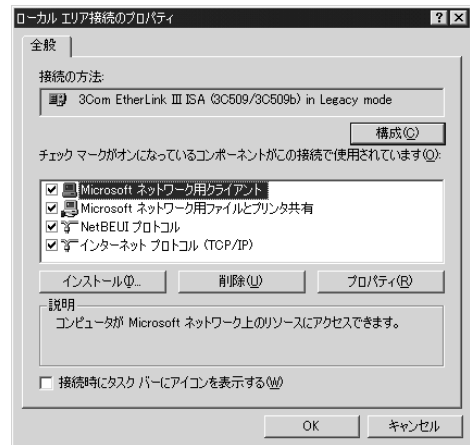 ローカル エリア接続のプロパティ
全般
接続の方法:
3Com EtherLink III ISA (3C509/3C509b) in Legacy mode
構成(C)
チェック マークがオンになっているコンポーネントがこの接続で使用されています(O):
Microsoft ネットワーク用クライアント
Microsoft ネットワーク用ファイルとプリンタ共有
NetBEUI プロトコル
インターネット プロトコル (TCP/IP)
インストール(I)... 削除(U) プロパティ(R)
説明
コンピュータが Microsoft ネットワーク上のリソースにアクセスできます。
接続時にタスク バーにアイコンを表示する(W)
OK キャンセル